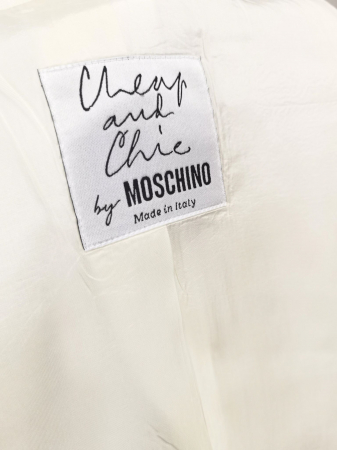 Cheap
and
Chic
by MOSCHINO
Made in Italy